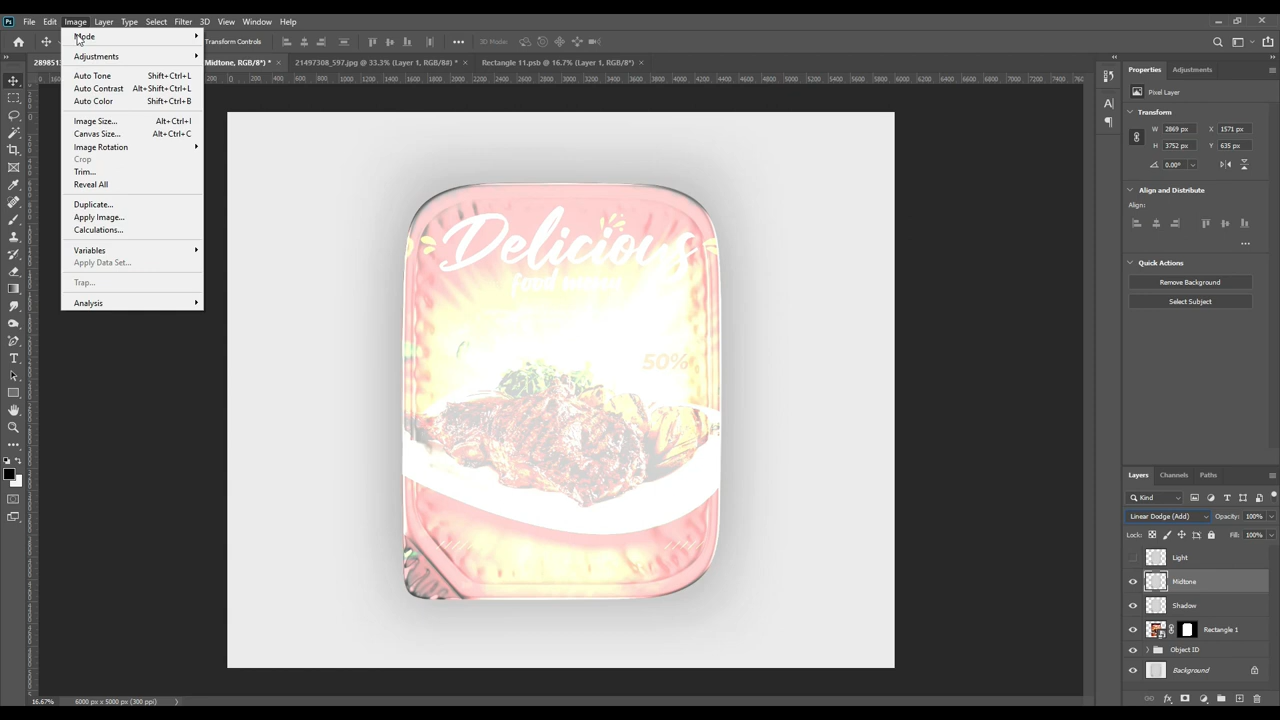 Ps File Edit Image Layer Type Select Filter 3D View Window Help
Transform Controls 3D Mode:
Midtone, RGB/8*) * × 21497308_597.jpg @ 33.3% (Layer 1, RGB/8#) * × Rectangle 11.psb @ 16.7% (Layer 1, RGB/8) ×
Mode
Adjustments
Auto Tone Shift+Ctrl+L
Auto Contrast Alt+Shift+Ctrl+L
Auto Color Shift+Ctrl+B
Image Size... Alt+Ctrl+I
Canvas Size... Alt+Ctrl+C
Image Rotation
Crop
Trim...
Reveal All
Duplicate...
Apply Image...
Calculations...
Variables
Apply Data Set...
Trap...
Analysis
Delicious
50%
Properties Adjustments
Pixel Layer
Transform
W 2869 px X 1571 px
H 3752 px Y 635 px
0.00°
Align and Distribute
Align:
Quick Actions
Remove Background
Select Subject
Layers Channels Paths
Kind
Linear Dodge (Add) Opacity: 100%
Lock: Fill: 100%
Light
Midtone
Shadow
Rectangle 1
Object ID
Background
16.67% 6000 px x 5000 px (300 ppi)